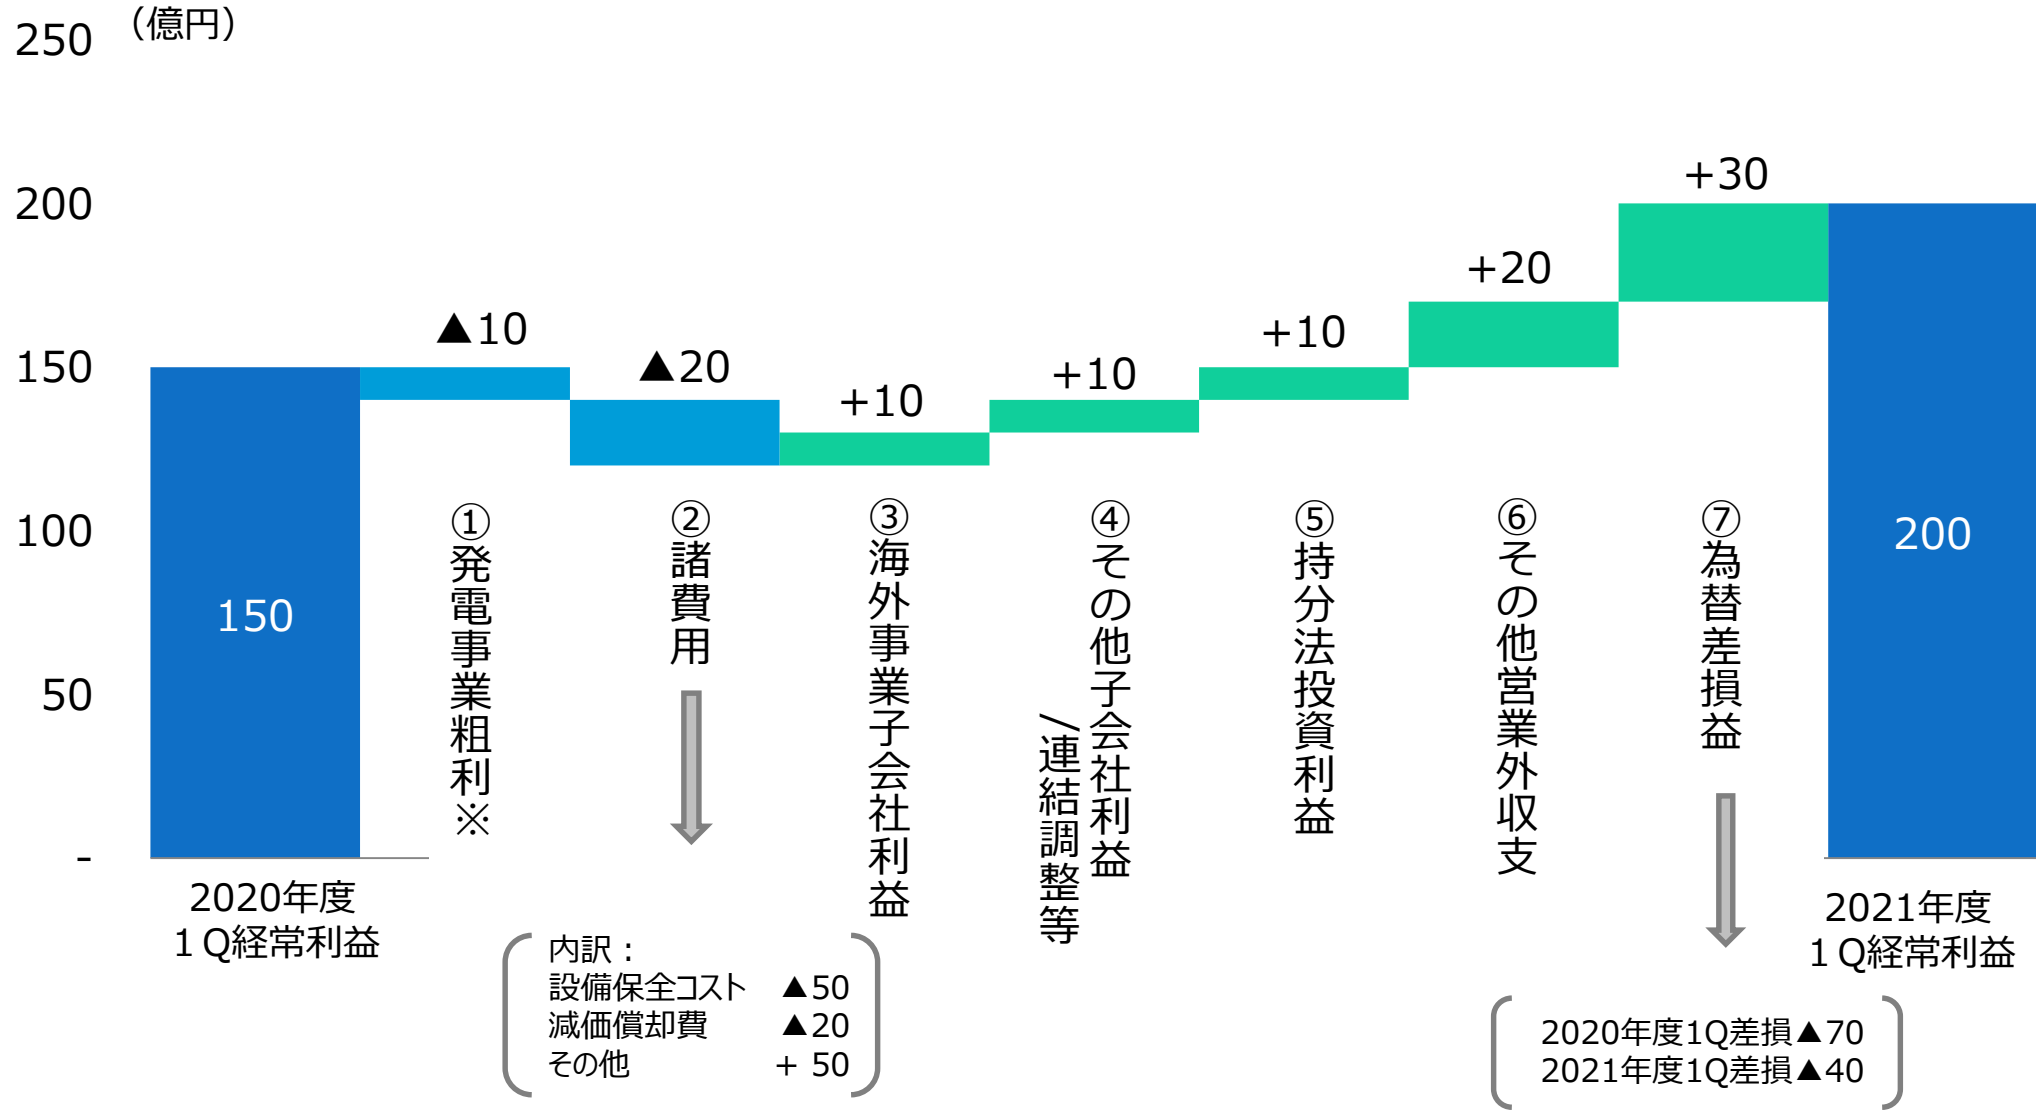 （億円）
250
200
150
100
50
-
150
▲10
▲20
+10
+10
+10
+20
+30
200
①発電事業粗利※
②諸費用
③海外事業子会社利益
④その他子会社利益
/連結調整等
⑤持分法投資利益
⑥その他営業外収支
⑦為替差損益
2020年度
１Q経常利益
2021年度
１Q経常利益
内訳：
設備保全コスト ▲50
減価償却費 ▲20
その他 + 50
2020年度1Q差損▲70
2021年度1Q差損▲40